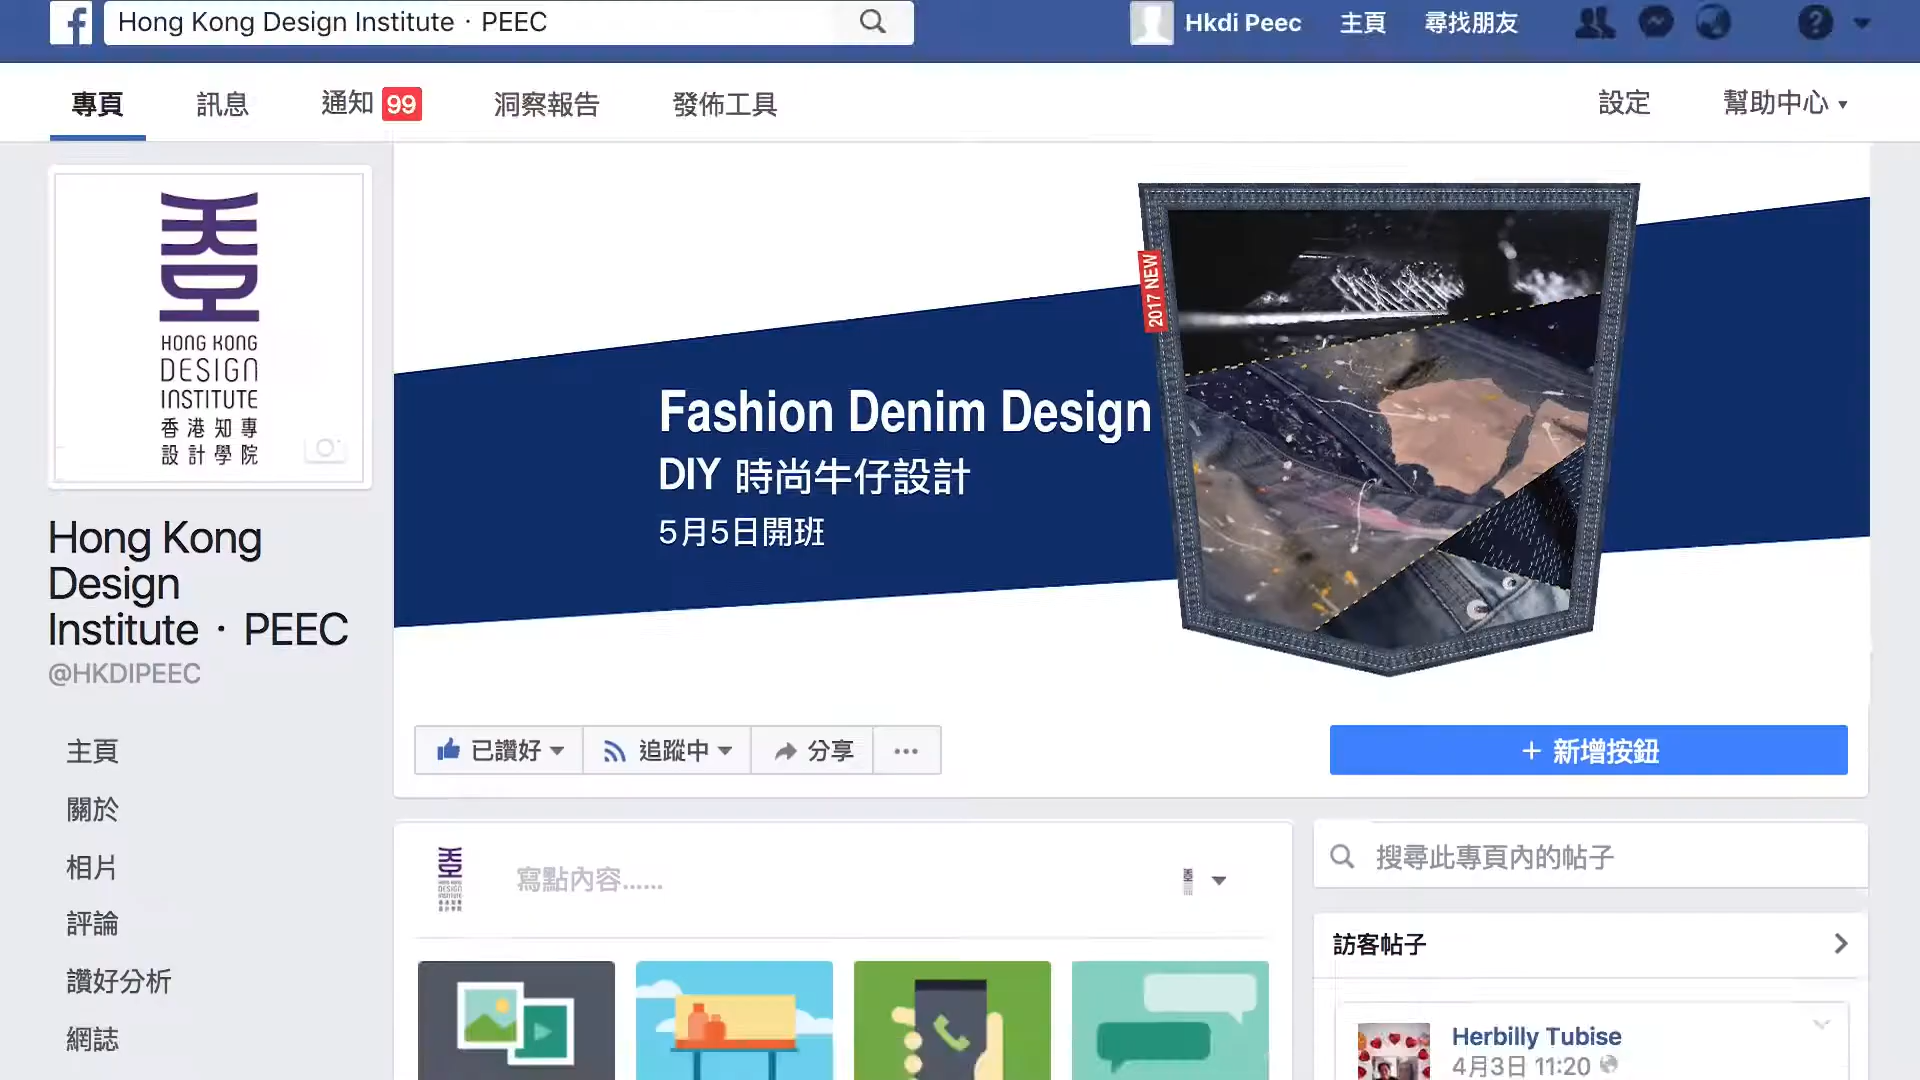 Hong Kong Design Institute · PEEC
Hkdi Peec
主頁
尋找朋友
專頁
訊息
通知 99
洞察報告
發佈工具
設定
幫助中心
HONG KONG
DESIGN
INSTITUTE
香港知專
設計學院
Hong Kong
Design
Institute · PEEC
@HKDIPEEC
主頁
關於
相片
評論
讚好分析
網誌
2017 NEW
Fashion Denim Design
DIY 時尚牛仔設計
5月5日開班
已讚好
追蹤中
分享
+ 新增按鈕
寫點內容......
搜尋此專頁內的帖子
訪客帖子
Herbilly Tubise
4月3日 11:20